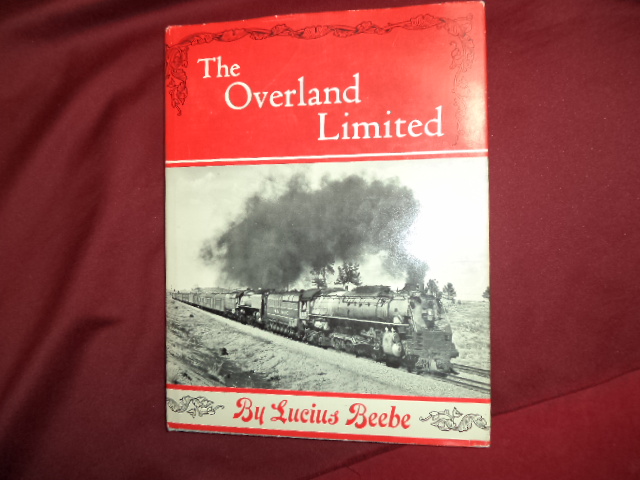 The
Overland
Limited
By Lucius Beebe